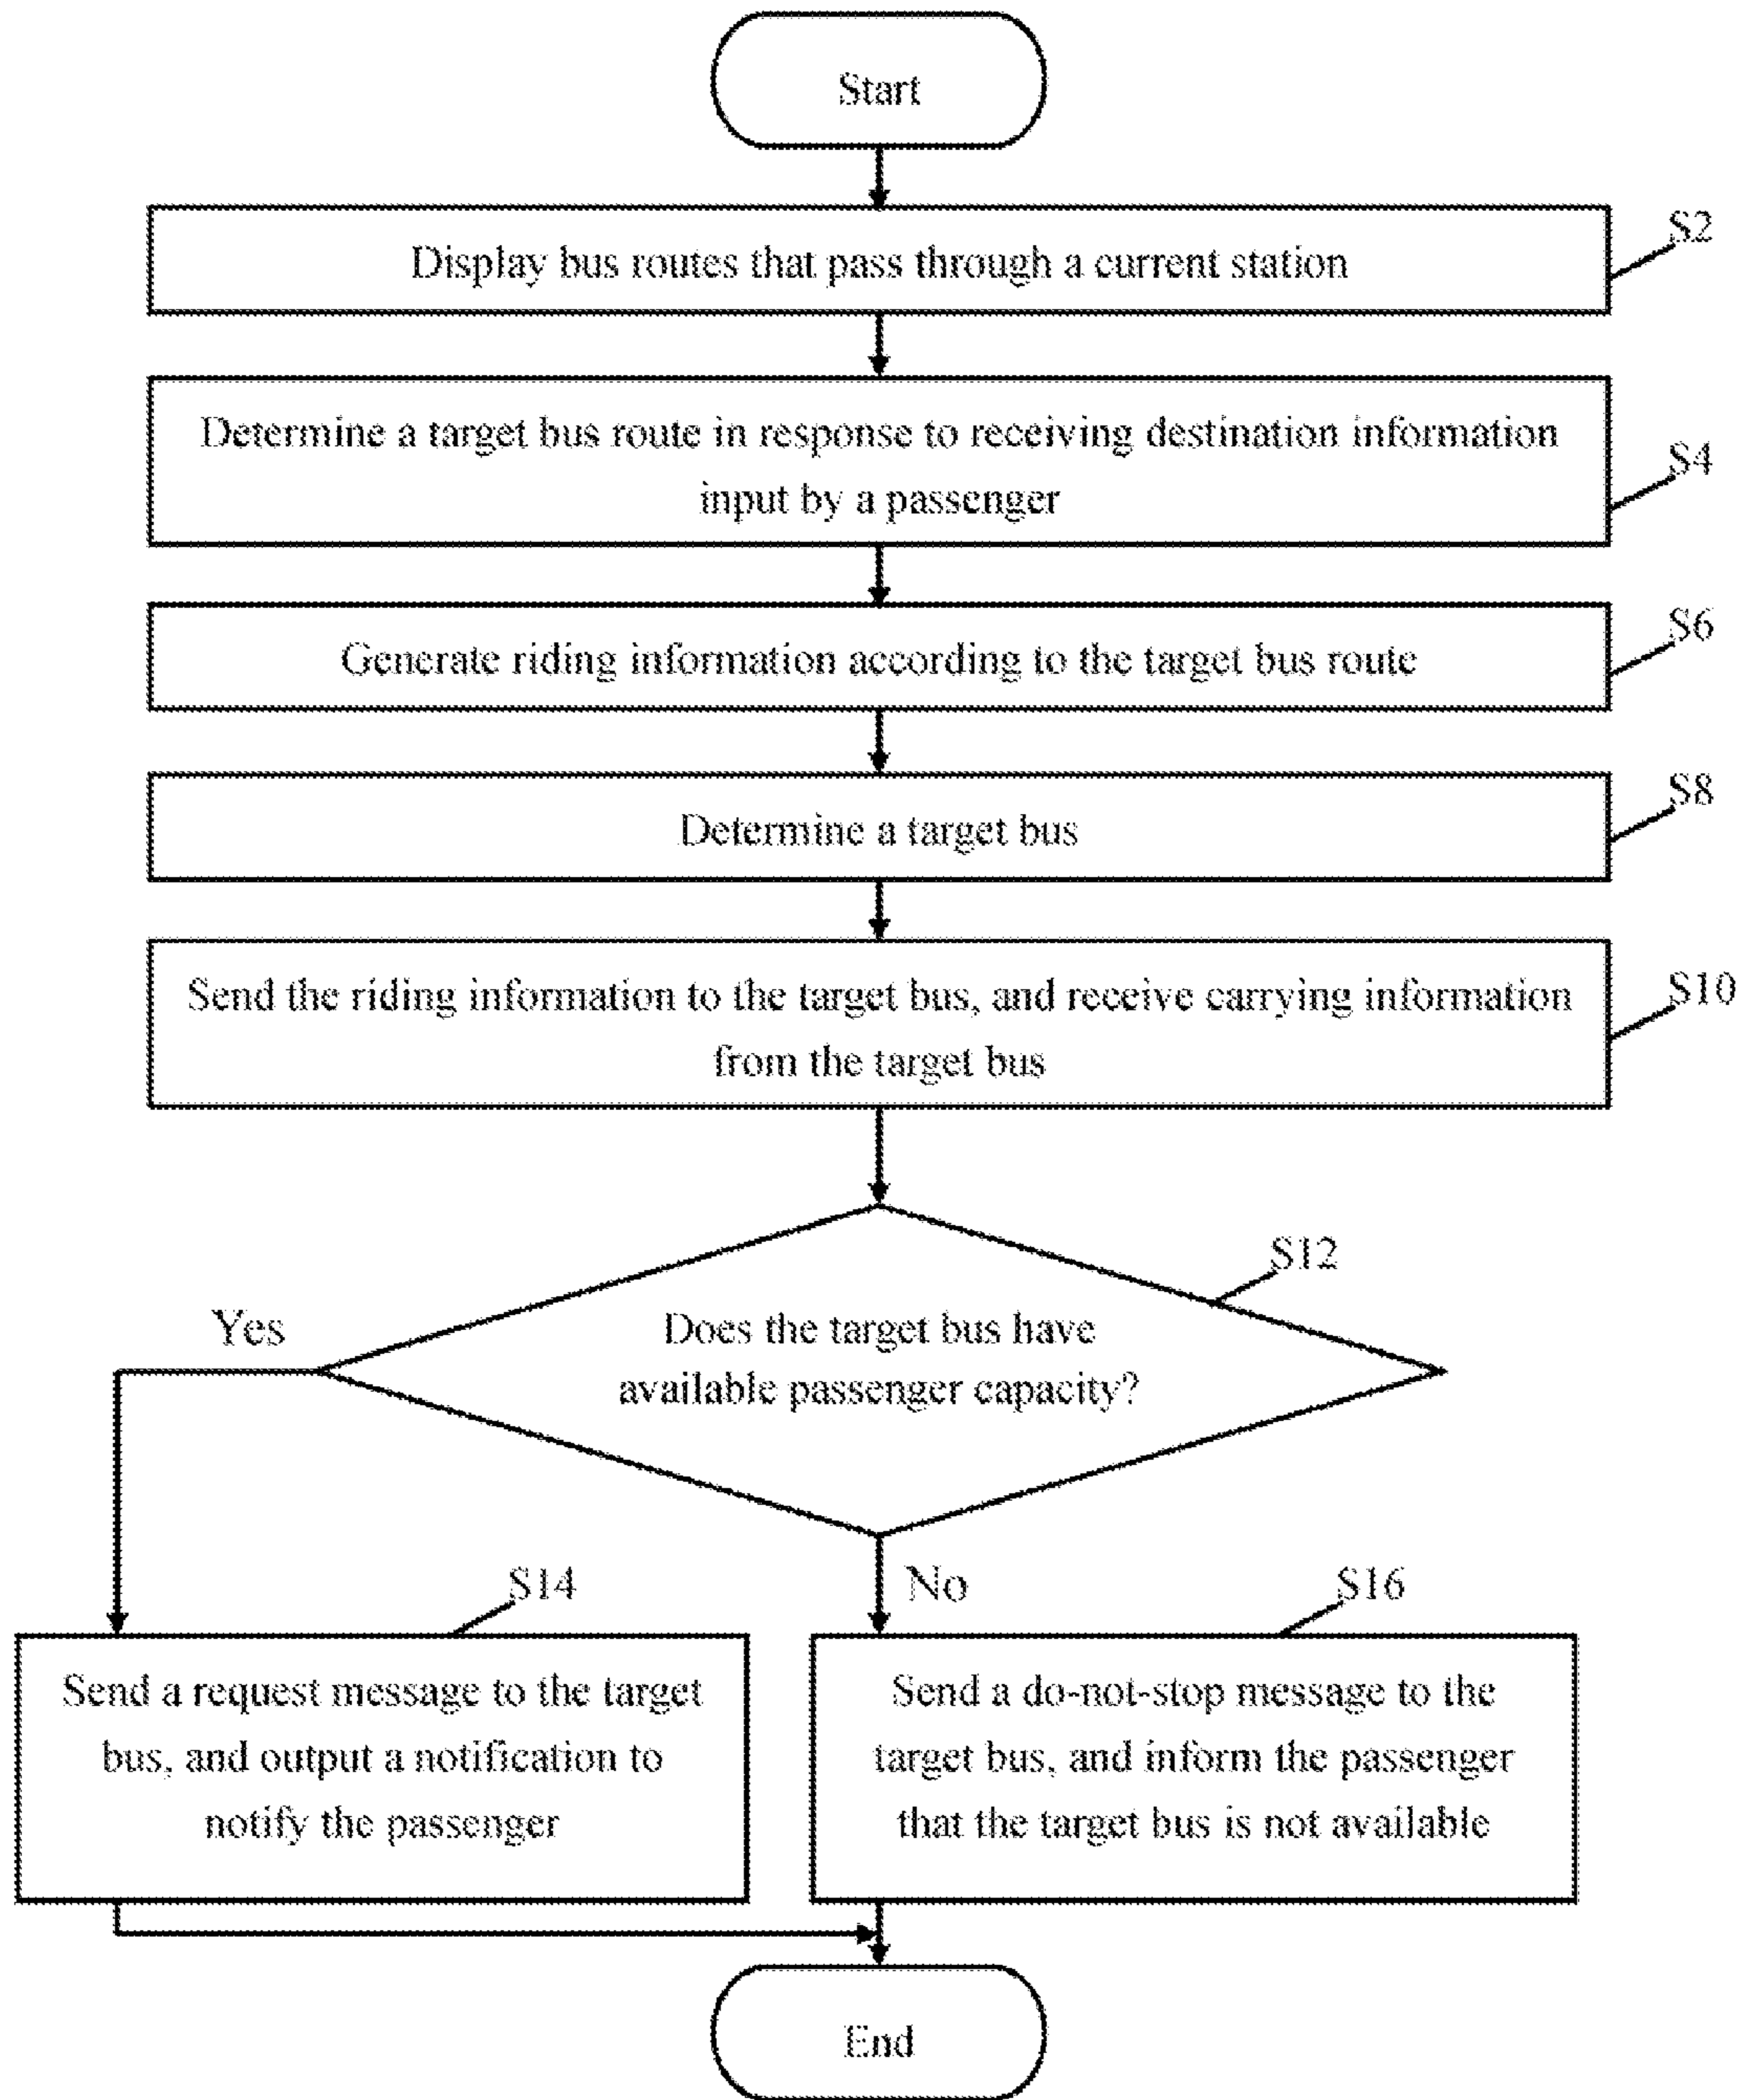 Start
S2
Display bus routes that pass through a current station
Determine a target bus route in response to receiving destination information
S4
input by a passenger
S6
Generate riding information according to the target bus route
S8
Determine a target bus
Send the riding information to the target bus, and receive carrying information
S10
from the target bus
S12
Yes
Does the target bus have
available passenger capacity?
S14
No
S16
Send a request message to the target
bus, and output a notification to
notify the passenger
Send a do-not-stop message to the
target bus, and inform the passenger
that the target bus is not available
End